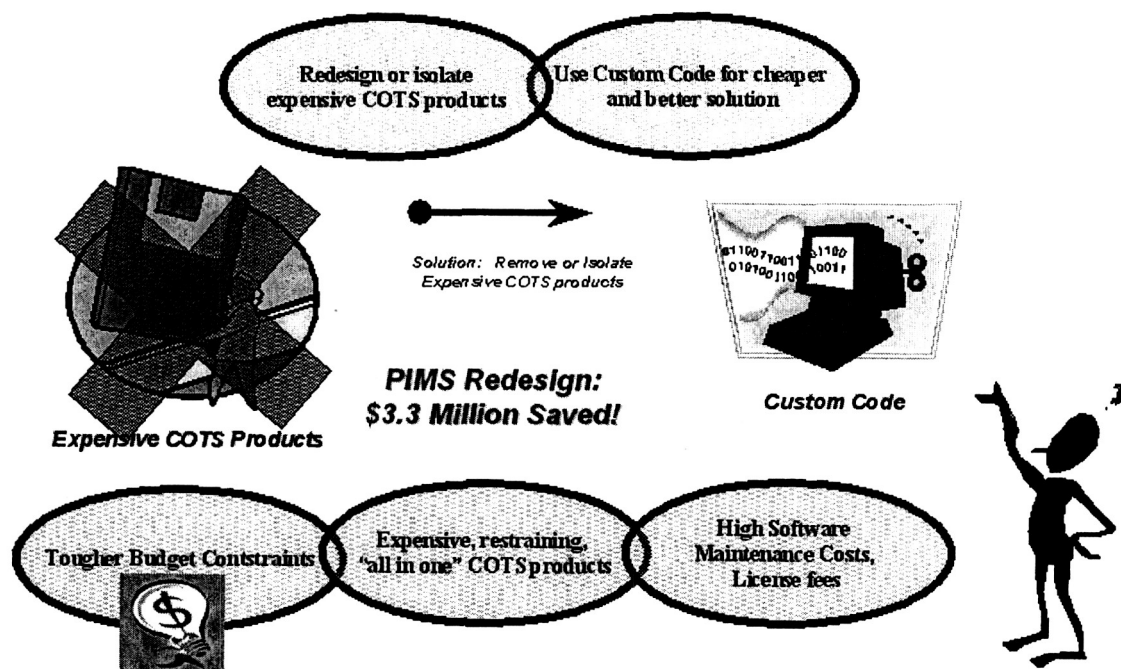 Redesign or isolate
expensive COTS products
Use Custom Code for cheaper
and better solution
Solution: Remove or Isolate
Expensive COTS products
PIMS Redesign:
$3.3 Million Saved!
Expensive COTS Products
Custom Code
Tougher Budget Contstraints
Expensive, restraining,
"all in one" COTS products
High Software
Maintenance Costs,
License fees
$